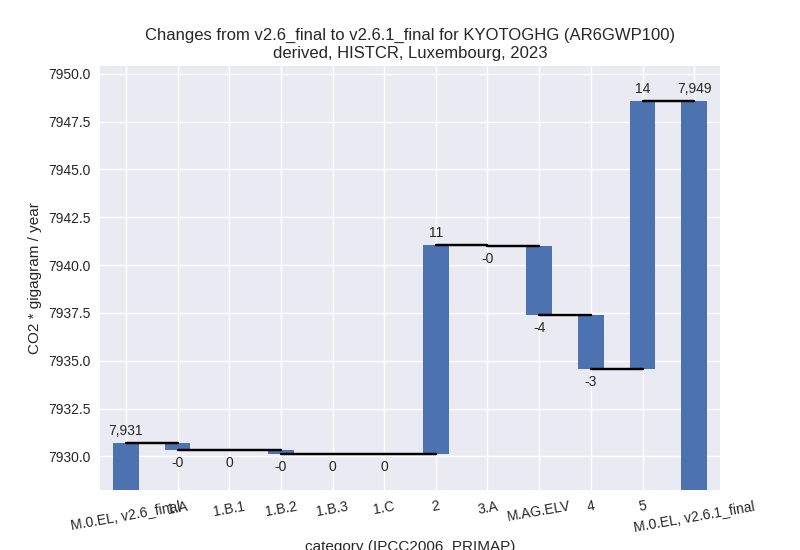 Changes from v2.6_final to v2.6.1_final for KYOTOGHG (AR6GWP100)
derived, HISTCR, Luxembourg, 2023
CO2 * gigagram / year
7950.0
7947.5
7945.0
7942.5
7940.0
7937.5
7935.0
7932.5
7930.0
7,931
-0
0
-0
0
0
11
-0
-4
-3
14
7,949
M.0.EL, v2.6_final
1.A
1.B.1
1.B.2
1.B.3
1.C
2
3.A
M.AG.ELV
4
5
M.0.EL, v2.6.1_final
category (IPCC2006_PRIMAP)